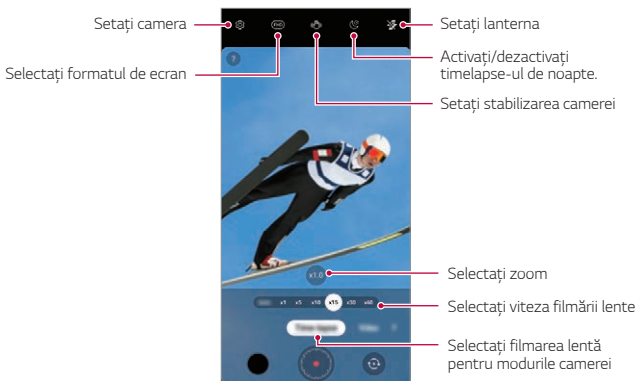 Setați camera
Selectați formatul de ecran
Setați lanterna
Activați/dezactivați
timelapse-ul de noapte.
Setați stabilizarea camerei
FHD
?
x1.0
Selectați zoom
x1 x5 x10 x15 x30 x60
Selectați viteza filmării lente
Time-lapse Video
Selectați filmarea lentă
pentru modurile camerei